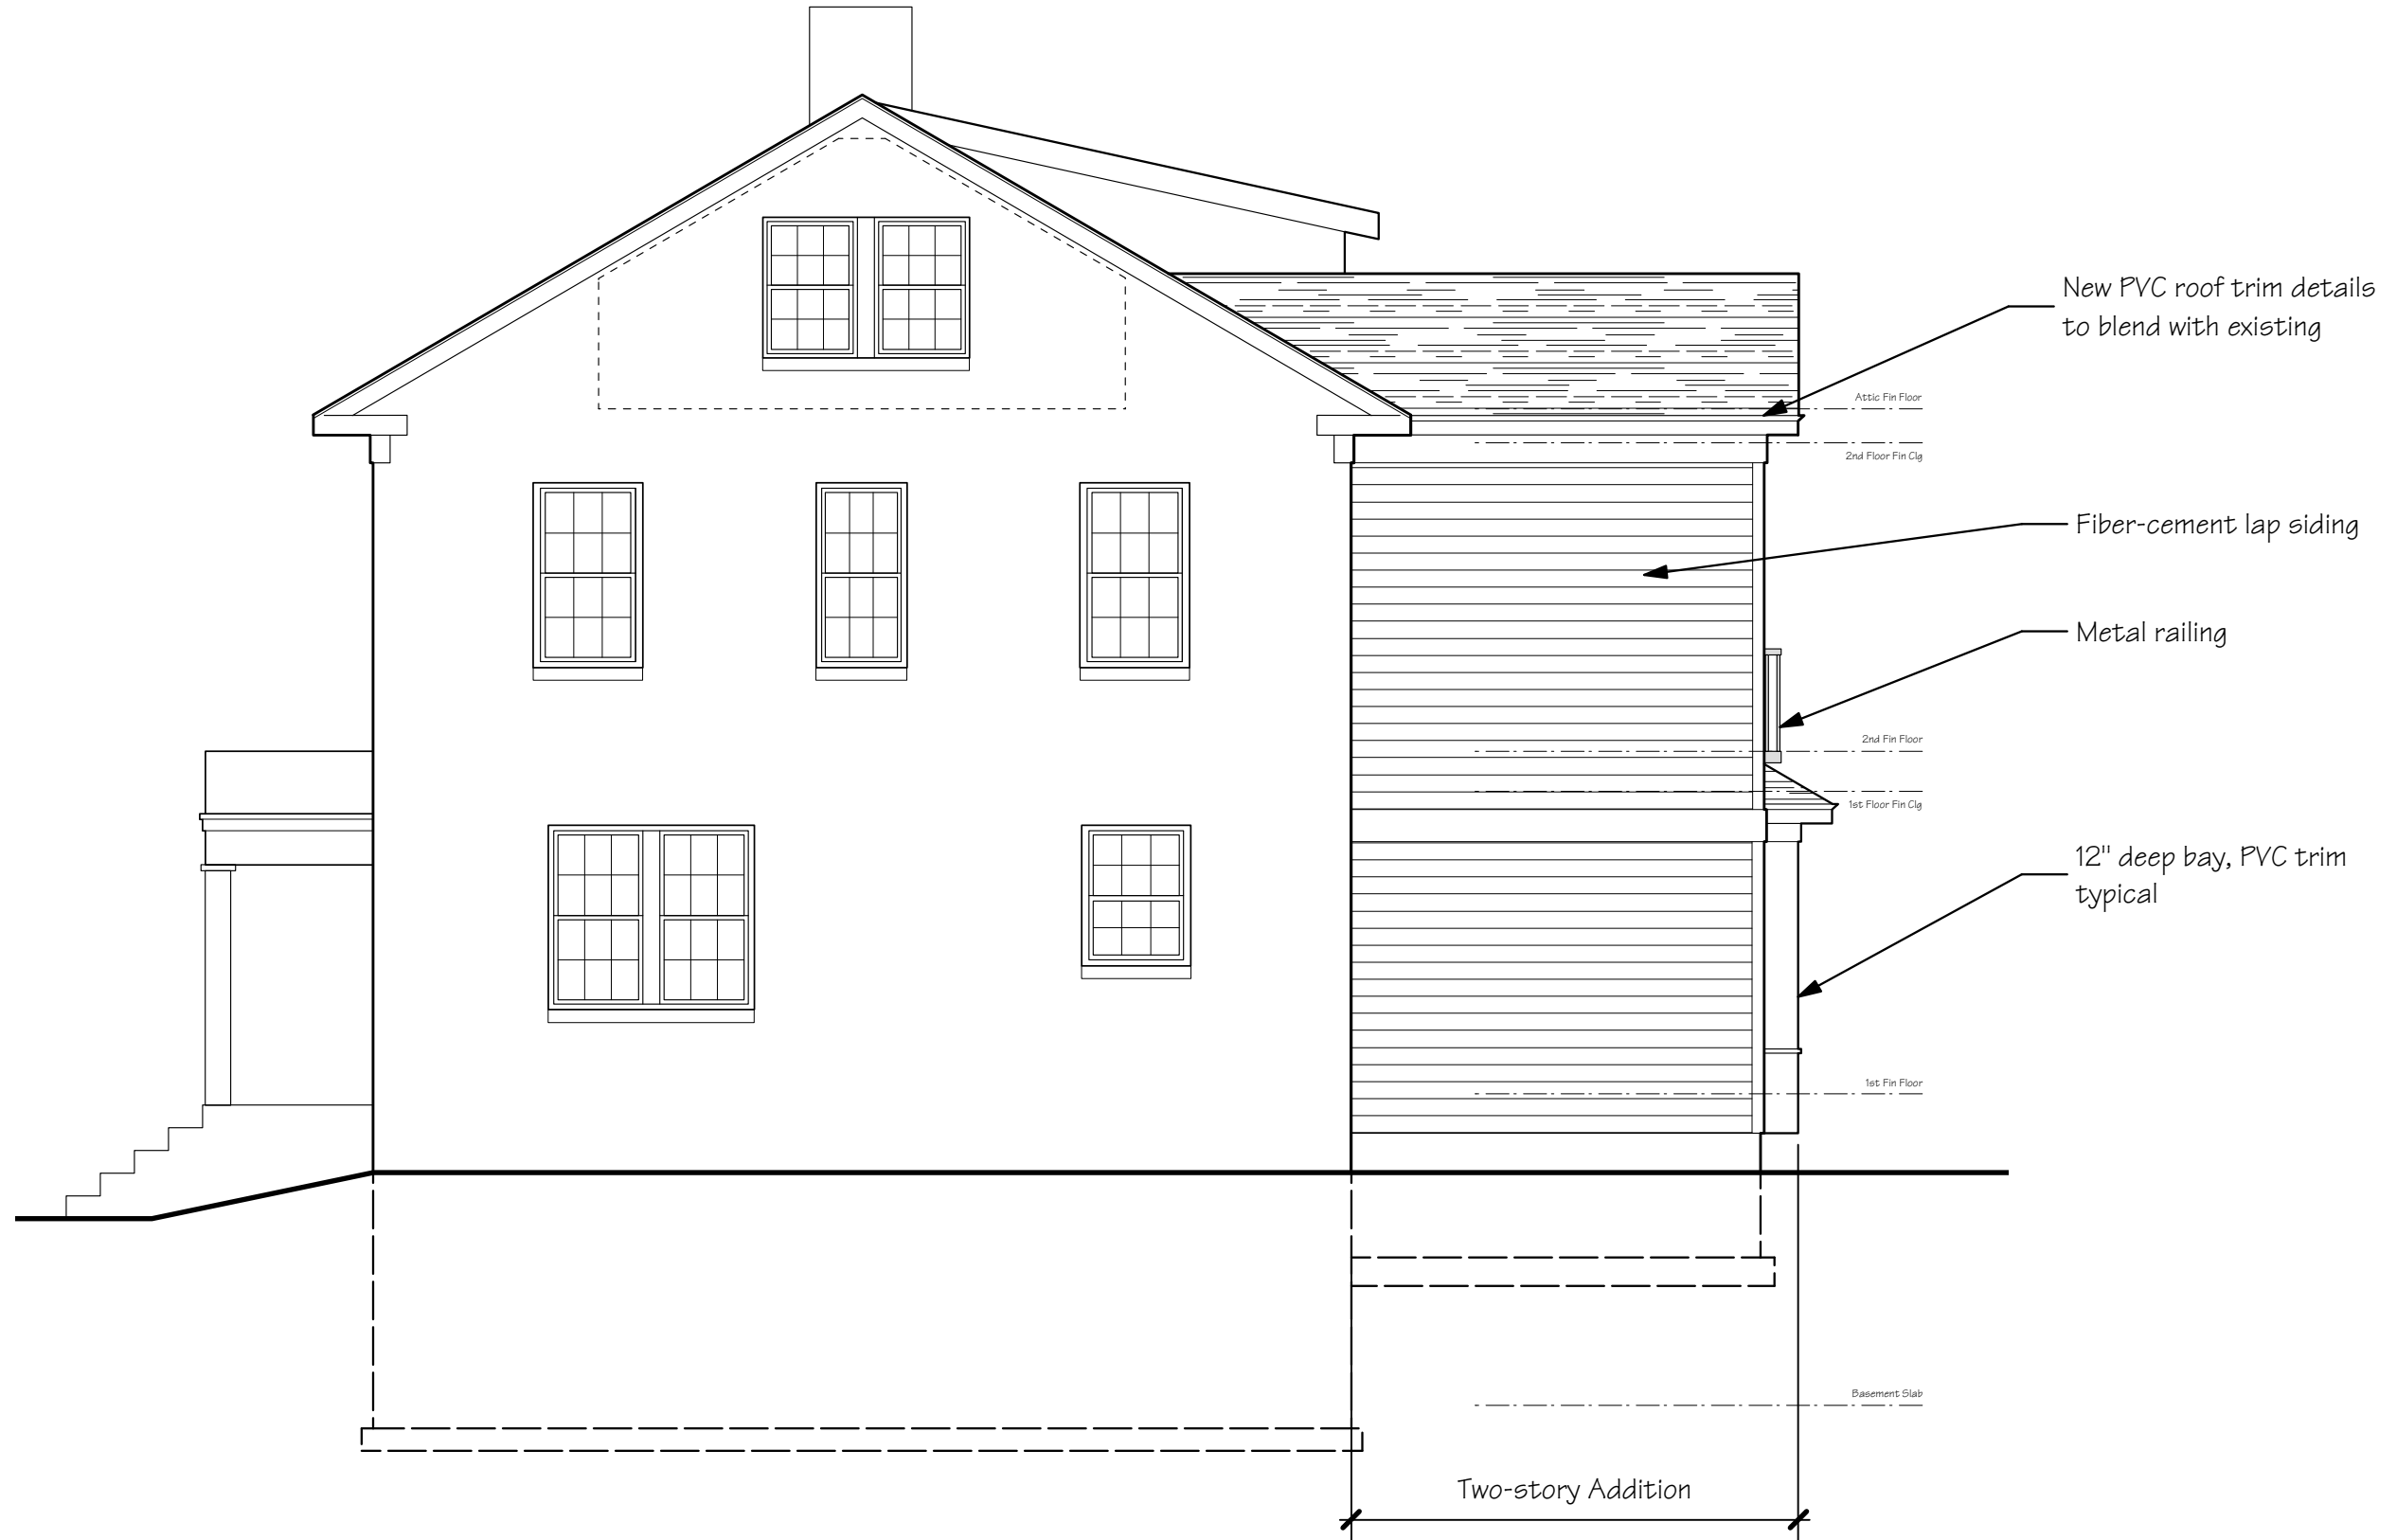 New PVC roof trim details
to blend with existing
Attic Fin Floor
2nd Floor Fin Clg
Fiber-cement lap siding
Metal railing
2nd Fin Floor
1st Floor Fin Clg
12" deep bay, PVC trim
typical
1st Fin Floor
Basement Slab
Two-story Addition